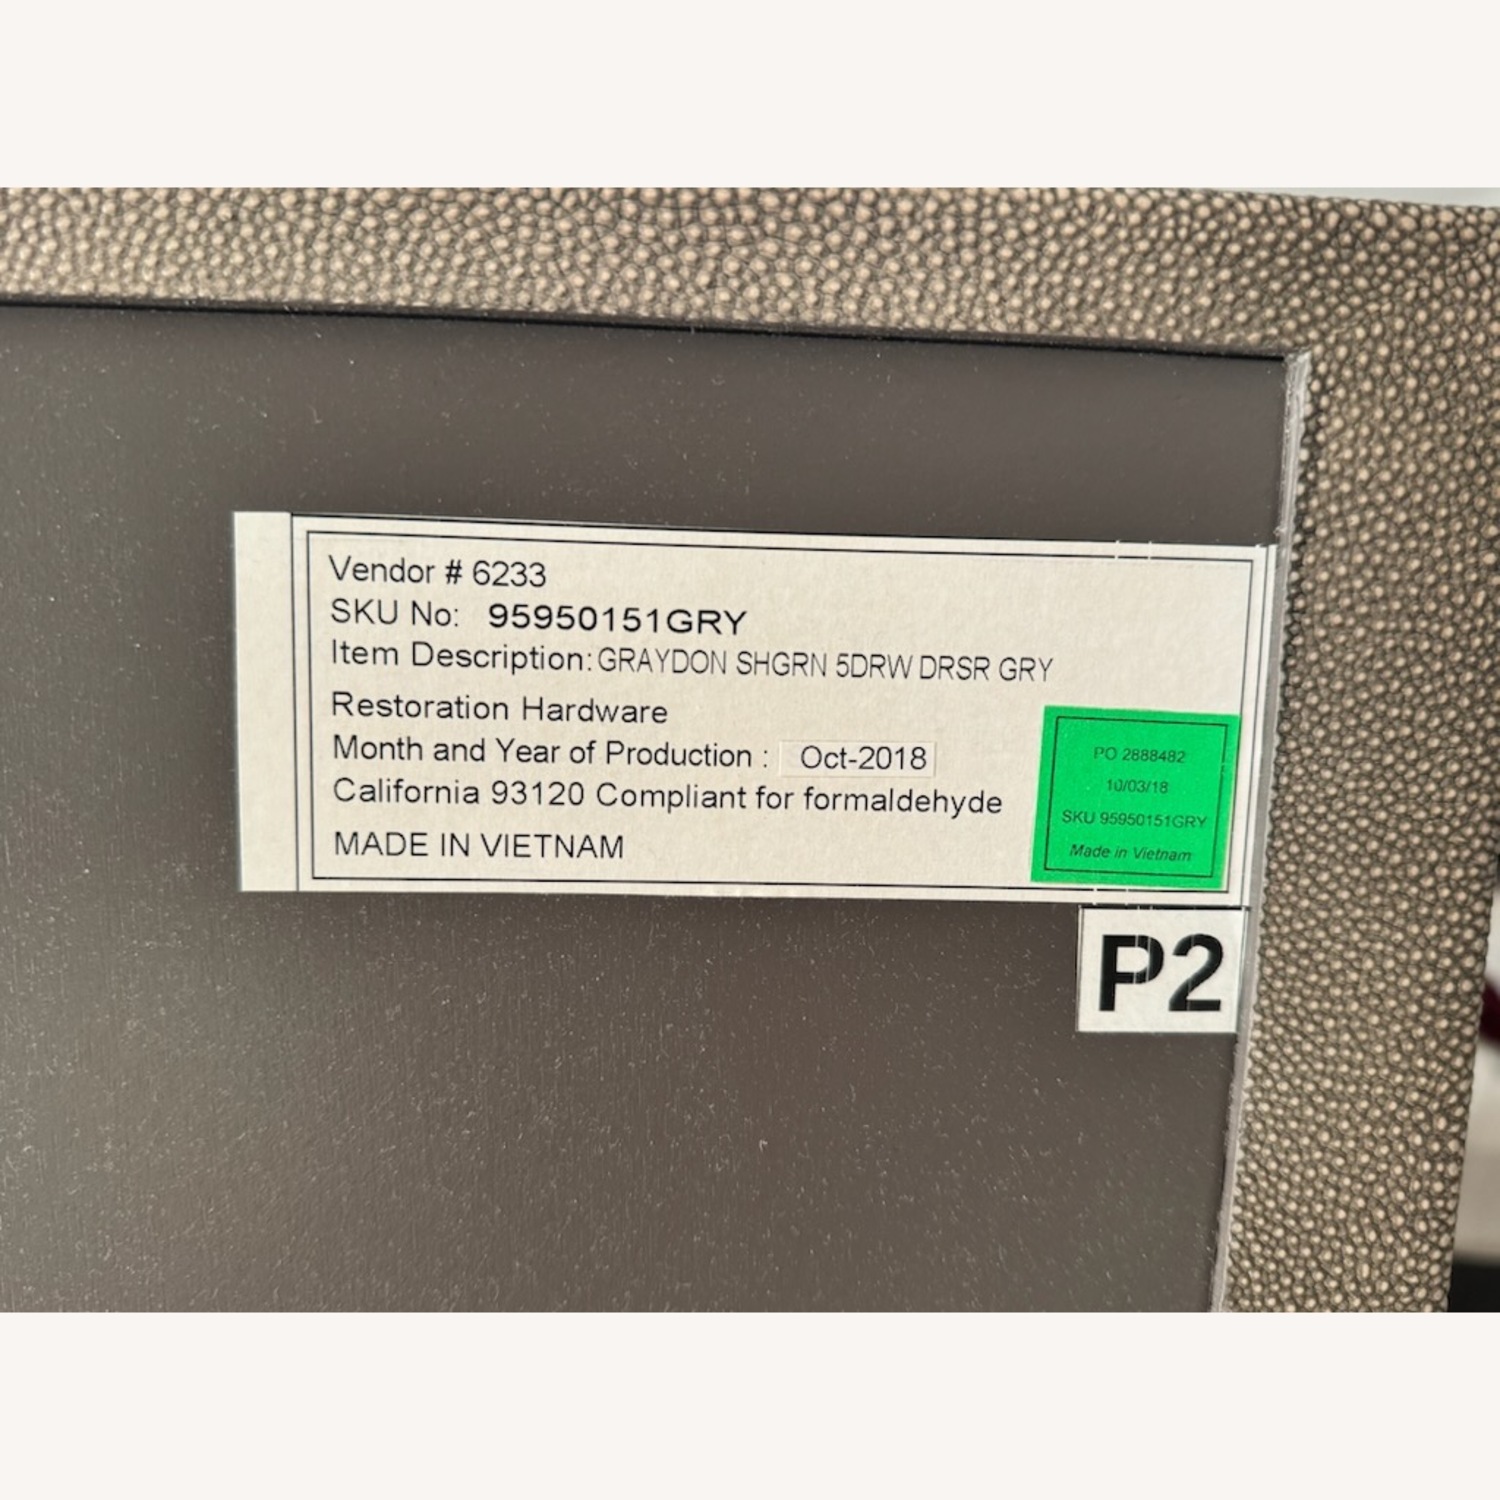 Vendor # 6233
SKU No: 95950151GRY
Item Description: GRAYDON SHGRN 5DRW DRSR GRY
Restoration Hardware
Month and Year of Production : Oct-2018
California 93120 Compliant for formaldehyde
MADE IN VIETNAM
PO 2888482
10/03/18
SKU 95950151GRY
Made in Vietnam
P2